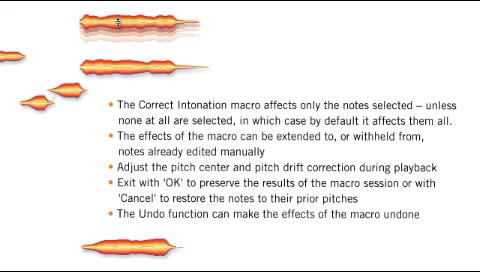 • The Correct Intonation macro affects only the notes selected – unless
none at all are selected, in which case by default it affects them all.
• The effects of the macro can be extended to, or withheld from,
notes already edited manually
• Adjust the pitch center and pitch drift correction during playback
• Exit with 'OK' to preserve the results of the macro session or with
'Cancel' to restore the notes to their prior pitches
• The Undo function can make the effects of the macro undone